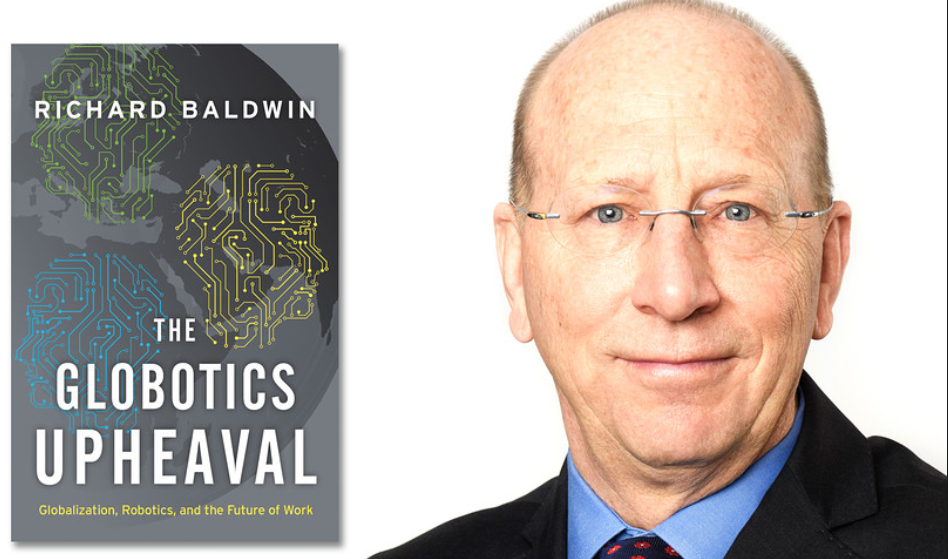 RICHARD BALDWIN
THE
GLOBOTICS
UPHEAVAL
Globalization, Robotics, and the Future of Work